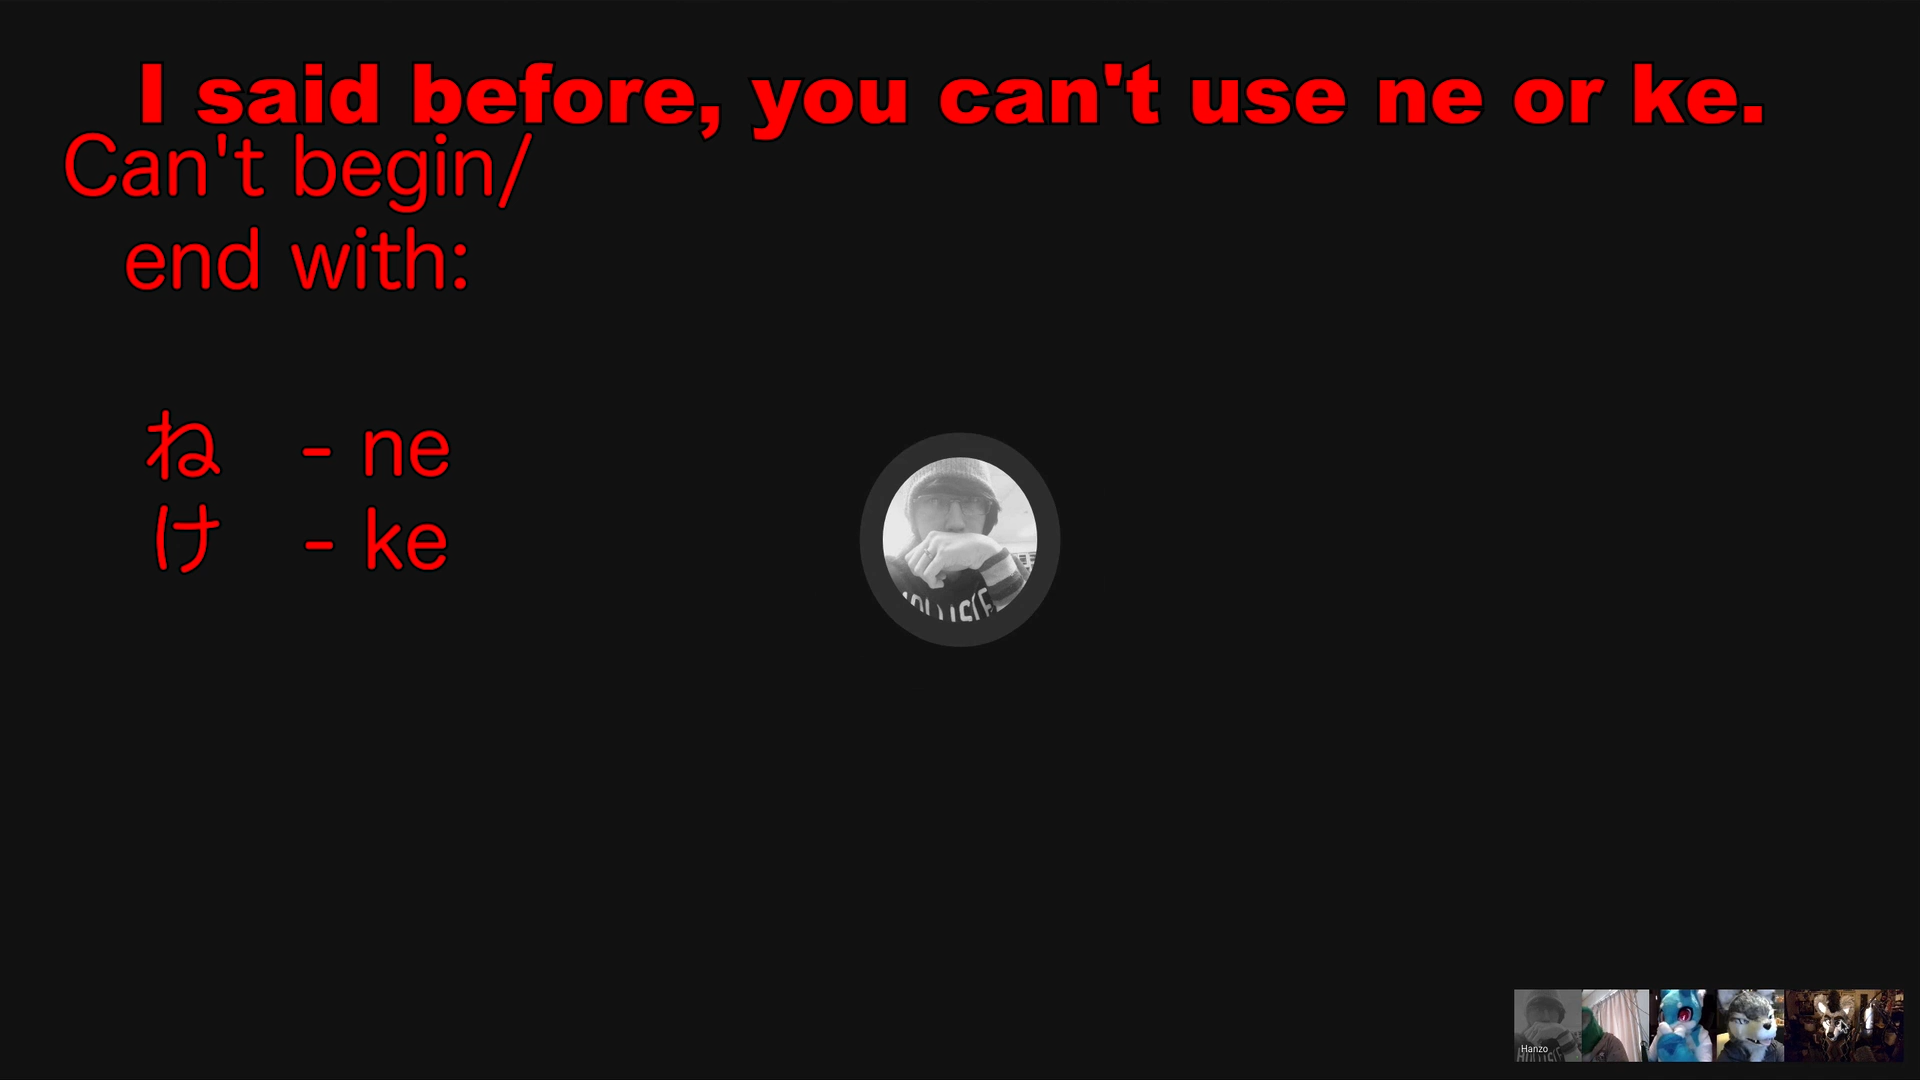 I said before, you can't use ne or ke.
Can't begin/
end with:
ね - ne
け - ke
Hanzo